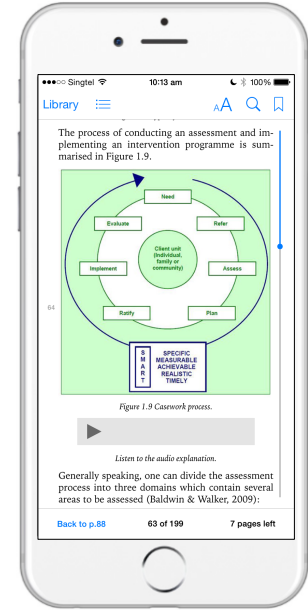 Singtel 10:13 am 100%
Library AA
The process of conducting an assessment and im-
plementing an intervention programme is sum-
marised in Figure 1.9.
Need
Evaluate Refer
Client unit
(Individual,
family or
community)
Implement Assess
64
Ratify Plan
S M A R T
SPECIFIC
MEASURABLE
ACHIEVABLE
REALISTIC
TIMELY
Figure 1.9 Casework process.
Listen to the audio explanation.
Generally speaking, one can divide the assessment
process into three domains which contain several
areas to be assessed (Baldwin & Walker, 2009):
Back to p.88 63 of 199 7 pages left